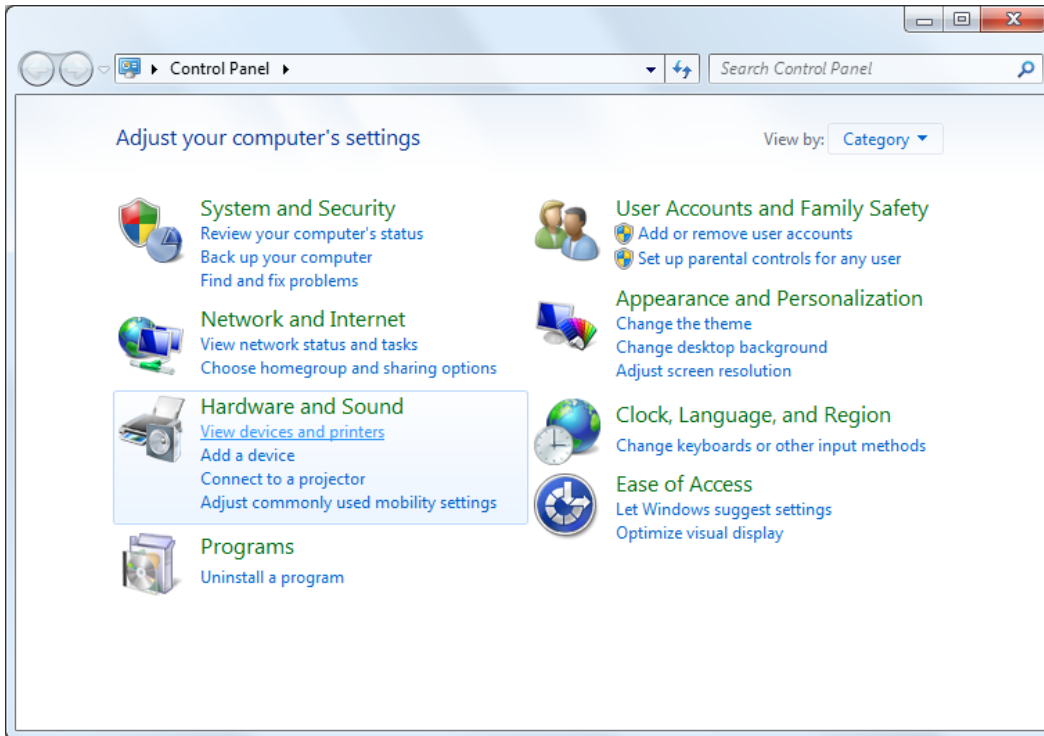 Control Panel
Search Control Panel
Adjust your computer's settings
View by: Category
System and Security
Review your computer's status
Back up your computer
Find and fix problems
Network and Internet
View network status and tasks
Choose homegroup and sharing options
Hardware and Sound
View devices and printers
Add a device
Connect to a projector
Adjust commonly used mobility settings
Programs
Uninstall a program
User Accounts and Family Safety
Add or remove user accounts
Set up parental controls for any user
Appearance and Personalization
Change the theme
Change desktop background
Adjust screen resolution
Clock, Language, and Region
Change keyboards or other input methods
Ease of Access
Let Windows suggest settings
Optimize visual display